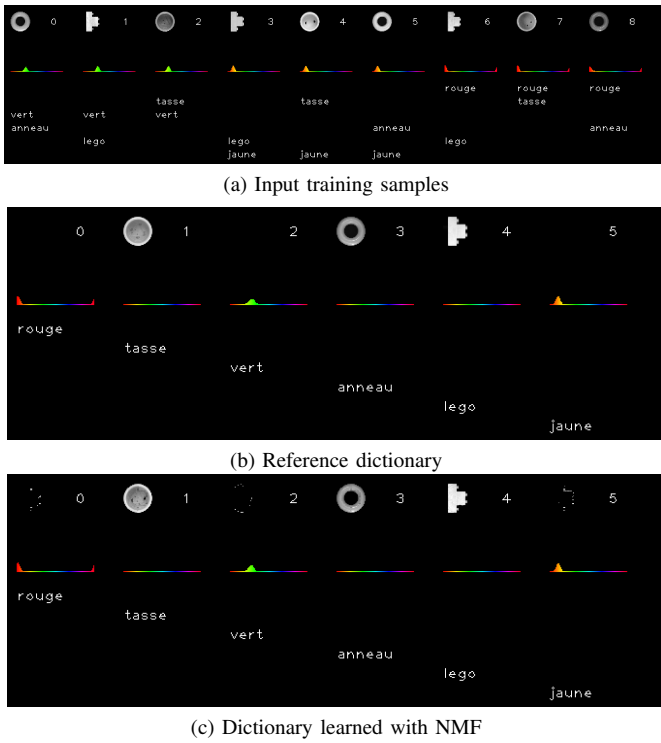 0 1 2 3 4 5 6 7 8
rouge rouge rouge
tasse tasse tasse
vert vert vert
anneau anneau anneau
lego lego lego
jaune jaune jaune
(a) Input training samples
0 1 2 3 4 5
rouge
tasse
vert
anneau
lego
jaune
(b) Reference dictionary
0 1 2 3 4 5
rouge
tasse
vert
anneau
lego
jaune
(c) Dictionary learned with NMF